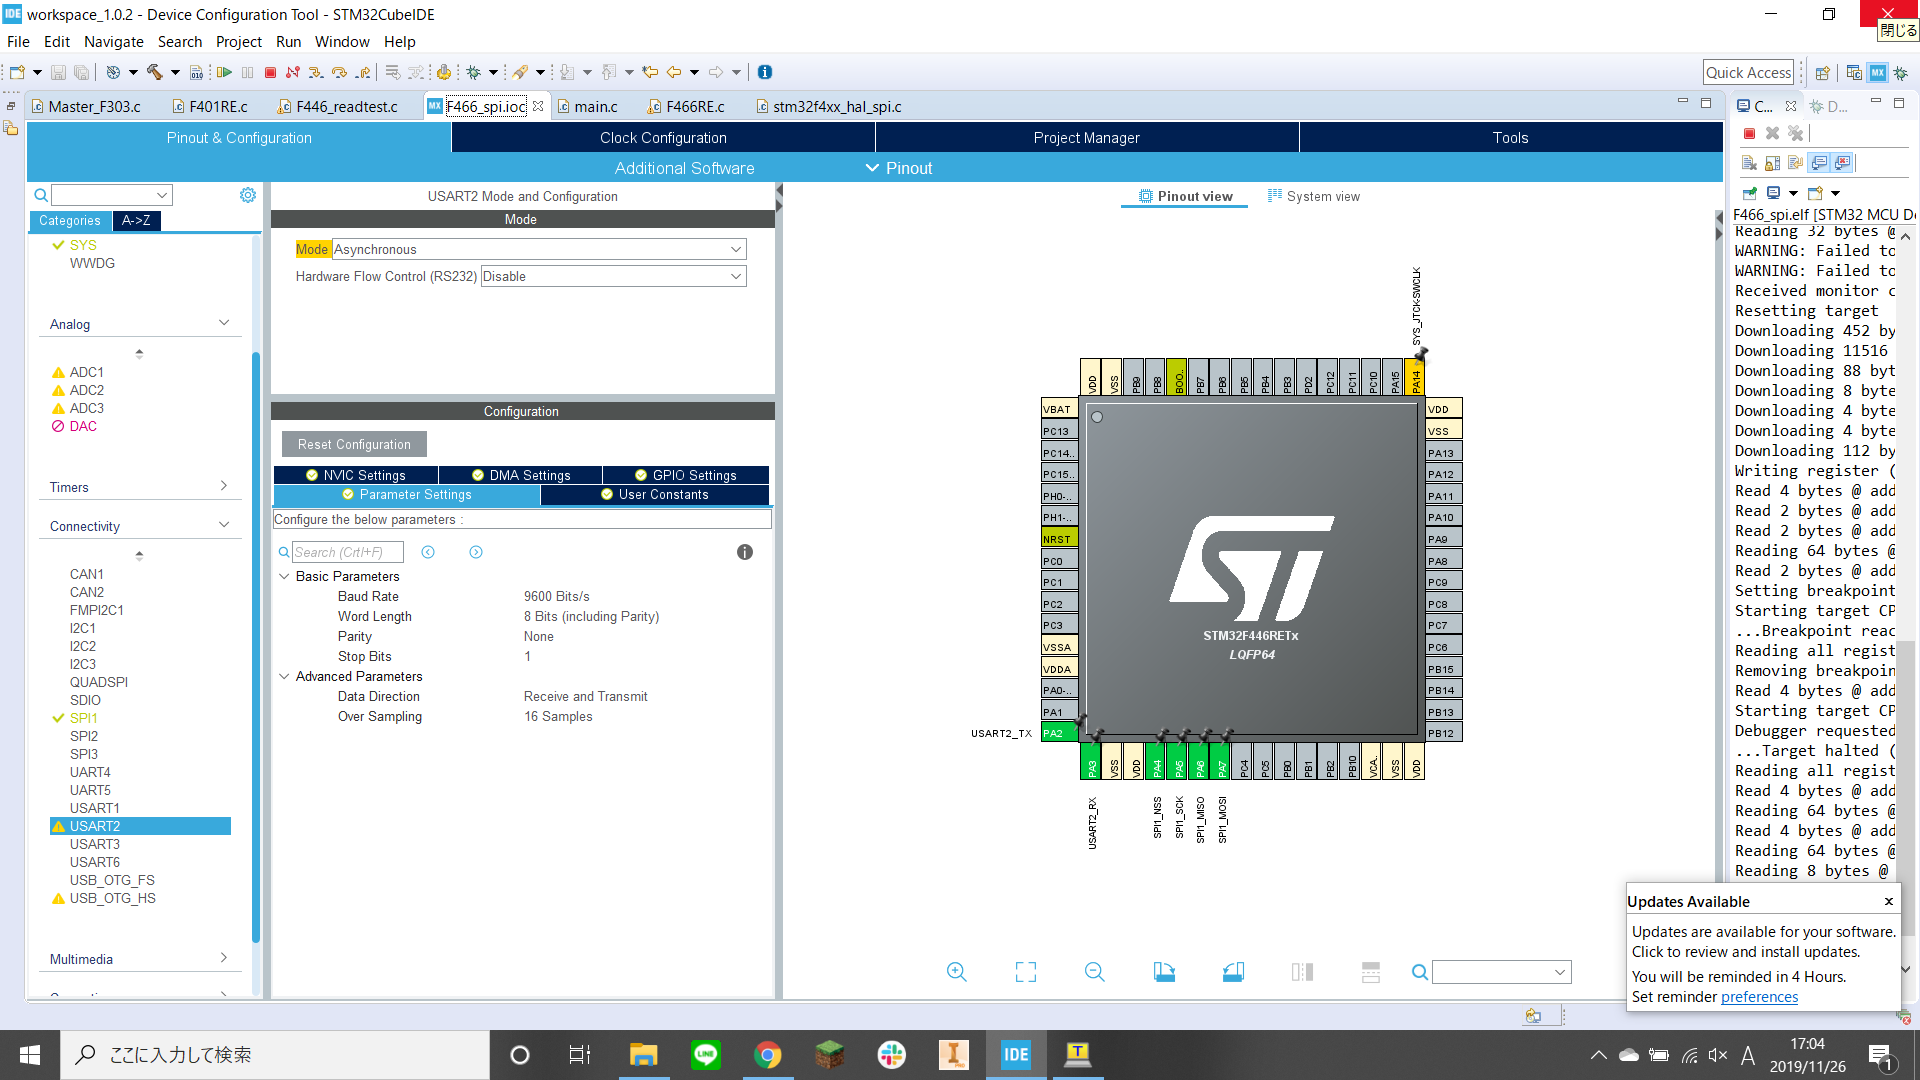 IDE workspace_1.0.2 - Device Configuration Tool - STM32CubeIDE
閉じる
File Edit Navigate Search Project Run Window Help
Quick Access
Master_F303.c F401RE.c F446_readtest.c F466_spi.ioc main.c F466RE.c stm32f4xx_hal_spi.c
C... D...
Pinout & Configuration Clock Configuration Project Manager Tools
Additional Software Pinout
Categories A->Z
SYS
WWDG
Analog
ADC1
ADC2
ADC3
DAC
Timers
Connectivity
CAN1
CAN2
FMPI2C1
I2C1
I2C2
I2C3
QUADSPI
SDIO
SPI1
SPI2
SPI3
UART4
UART5
USART1
USART2
USART3
USART6
USB_OTG_FS
USB_OTG_HS
Multimedia
USART2 Mode and Configuration
Mode
Mode Asynchronous
Hardware Flow Control (RS232) Disable
Configuration
Reset Configuration
NVIC Settings DMA Settings GPIO Settings
Parameter Settings User Constants
Configure the below parameters :
Search (CrtI+F)
Basic Parameters
Baud Rate 9600 Bits/s
Word Length 8 Bits (including Parity)
Parity None
Stop Bits 1
Advanced Parameters
Data Direction Receive and Transmit
Over Sampling 16 Samples
Pinout view System view
SYS_JTCK-SWCLK
VDD VSS PB9 PB8 BOO.. PB7 PB6 PB5 PB4 PB3 PD2 PC12 PC11 PC10 PA15 PA14
VBAT
PC13
PC14..
PC15..
PH0-..
PH1-..
NRST
PC0
PC1
PC2
PC3
VSSA
VDDA
PA0-..
PA1
USART2_TX PA2
STM32F446RETx
LQFP64
VDD
VSS
PA13
PA12
PA11
PA10
PA9
PA8
PC9
PC8
PC7
PC6
PB15
PB14
PB13
PB12
PA3 VSS VDD PA4 PA5 PA6 PA7 PC4 PC5 PB0 PB1 PB2 PB10 VCA.. VSS VDD
USART2_RX SPI1_NSS SPI1_SCK SPI1_MISO SPI1_MOSI
F466_spi.elf [STM32 MCU De
Reading 32 bytes @
WARNING: Failed to
WARNING: Failed to
Received monitor c
Resetting target
Downloading 452 by
Downloading 11516
Downloading 88 byt
Downloading 8 byte
Downloading 4 byte
Downloading 4 byte
Downloading 112 by
Writing register (
Read 4 bytes @ add
Read 2 bytes @ add
Read 2 bytes @ add
Reading 64 bytes @
Read 2 bytes @ add
Setting breakpoint
Starting target CP
...Breakpoint reac
Reading all regist
Removing breakpoin
Read 4 bytes @ add
Starting target CP
Debugger requested
...Target halted (
Reading all regist
Read 4 bytes @ add
Reading 64 bytes @
Read 4 bytes @ add
Reading 64 bytes @
Reading 8 bytes @
Updates Available
Updates are available for your software.
Click to review and install updates.
You will be reminded in 4 Hours.
Set reminder preferences
ここに入力して検索
LINE
IDE
A
17:04
2019/11/26
1